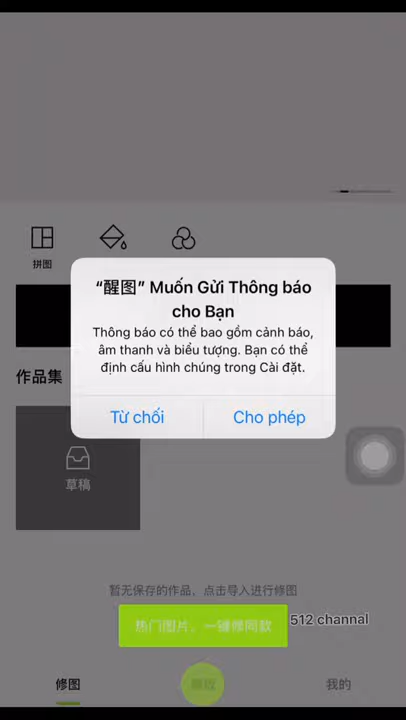 拼图
“醒图” Muốn Gửi Thông báo
cho Bạn
Thông báo có thể bao gồm cảnh báo,
âm thanh và biểu tượng. Bạn có thể
định cấu hình chúng trong Cài đặt.
Từ chối
Cho phép
作品集
草稿
暂无保存的作品，点击导入进行修图
热门图片，一键修同款
512 channal
修图
模版
我的